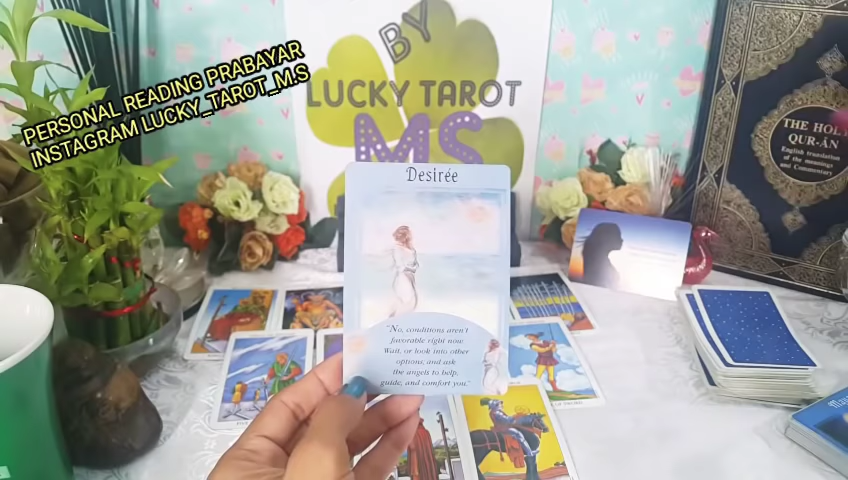 PERSONAL READING PRABAYAR
INSTAGRAM LUCKY_TAROT_M.S
BY
LUCKY TAROT
MS
THE HOLY
QUR-ÁN
English translation
of the meanings
and Commentary
Desirée
"No, conditions aren't
favorable right now.
Wait, or look into other
options, and ask
the angels to help,
guide, and comfort you."